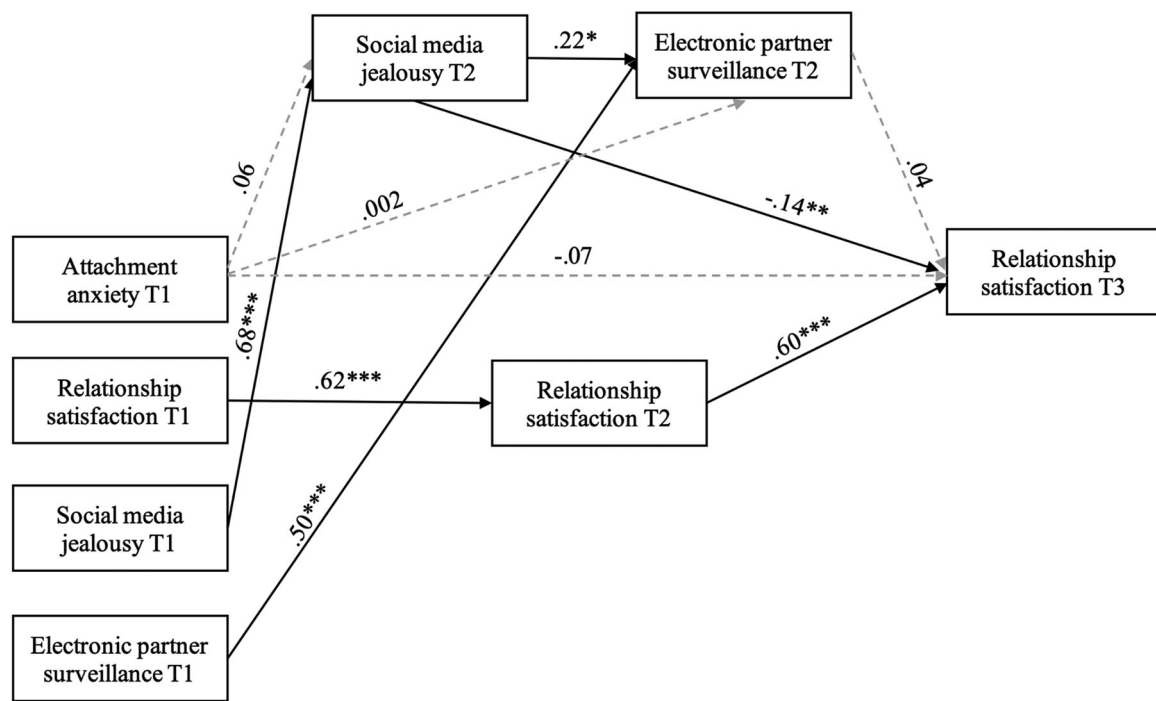 Social media
jealousy T2
.22*
Electronic partner
surveillance T2
.06
.002
-.14**
.04
Attachment
anxiety T1
-.07
Relationship
satisfaction T3
.68***
Relationship
satisfaction T1
.62***
Relationship
satisfaction T2
.60***
Social media
jealousy T1
.50***
Electronic partner
surveillance T1